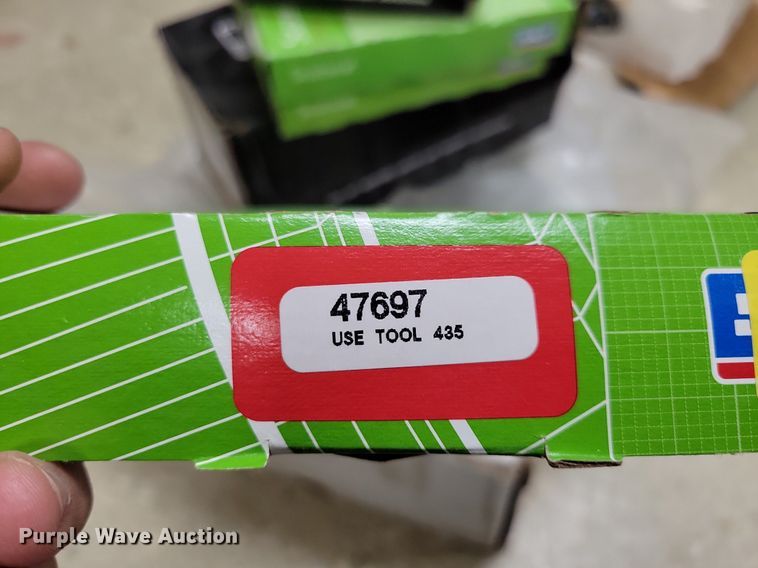 47697
USE TOOL 435
Purple Wave Auction